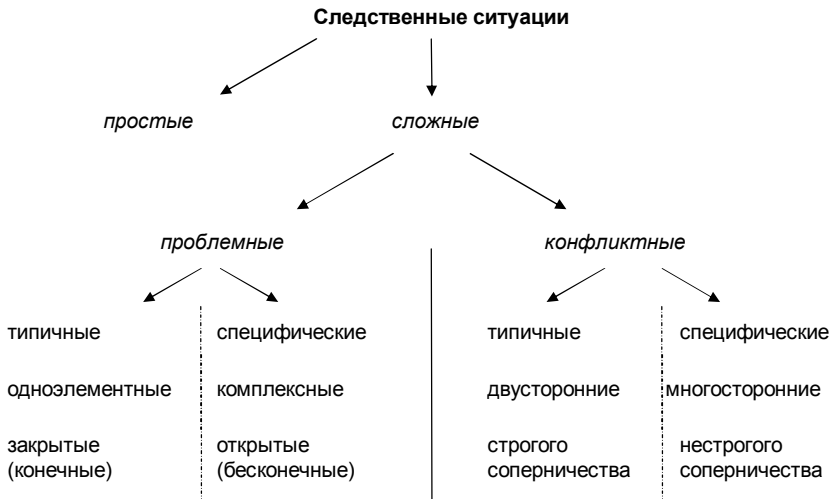 Следственные ситуации
простые сложные
проблемные конфликтные
типичные специфические типичные специфические
одноэлементные комплексные двусторонние многосторонние
закрытые открытые строгого нестрогого
(конечные) (бесконечные) соперничества соперничества